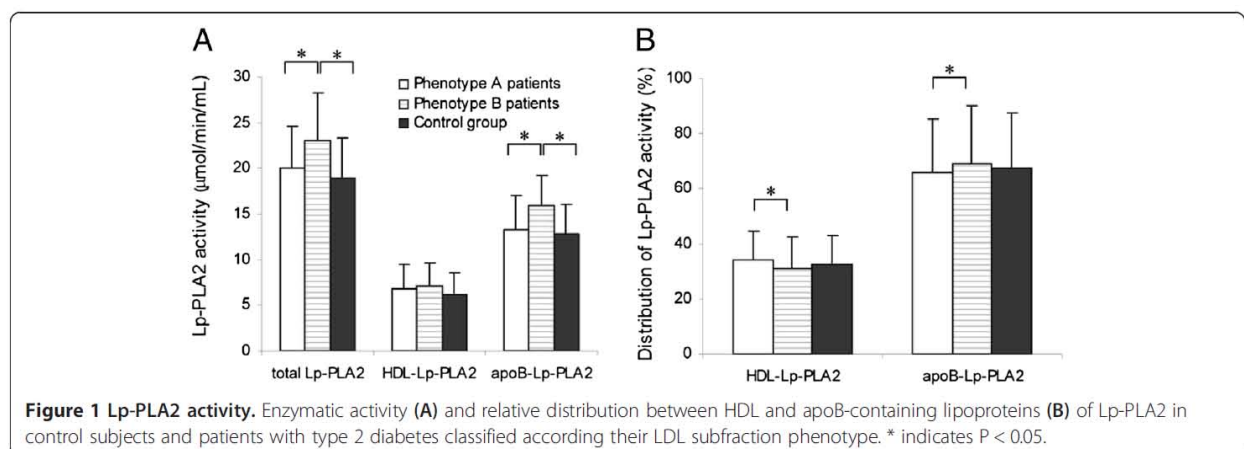 A
Lp-PLA2 activity (μmol/min/mL)
30
25
20
15
10
5
0
* *
* *
Phenotype A patients
Phenotype B patients
Control group
total Lp-PLA2 HDL-Lp-PLA2 apoB-Lp-PLA2
B
Distribution of Lp-PLA2 activity (%)
100
80
60
40
20
0
*
*
HDL-Lp-PLA2 apoB-Lp-PLA2
Figure 1 Lp-PLA2 activity. Enzymatic activity (A) and relative distribution between HDL and apoB-containing lipoproteins (B) of Lp-PLA2 in
control subjects and patients with type 2 diabetes classified according their LDL subfraction phenotype. * indicates P < 0.05.